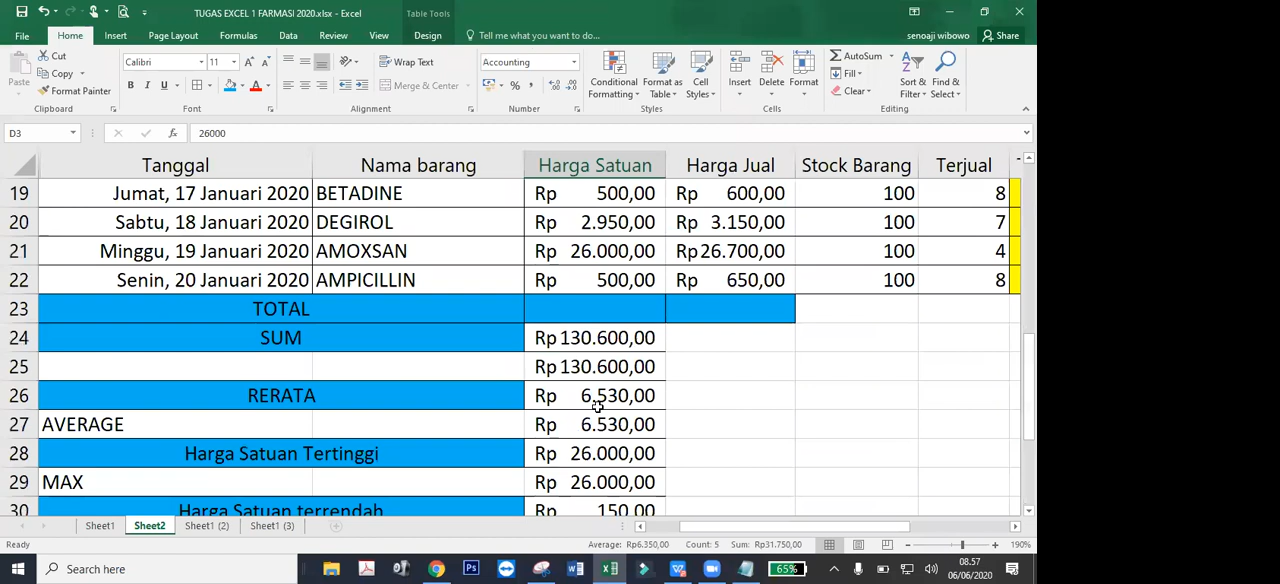 TUGAS EXCEL 1 FARMASI 2020.xlsx - Excel
Table Tools
File Home Insert Page Layout Formulas Data Review View Design Tell me what you want to do... senoaji wibowo Share
Paste Cut Copy Format Painter Clipboard
Calibri 11 Font
Wrap Text Merge & Center Alignment
Accounting Number
Conditional Formatting Format as Table Cell Styles Styles
Insert Delete Format Cells
AutoSum Fill Clear Sort & Filter Find & Select Editing
D3 fx 26000
Tanggal Nama barang Harga Satuan Harga Jual Stock Barang Terjual
19 Jumat, 17 Januari 2020 BETADINE Rp 500,00 Rp 600,00 100 8
20 Sabtu, 18 Januari 2020 DEGIROL Rp 2.950,00 Rp 3.150,00 100 7
21 Minggu, 19 Januari 2020 AMOXSAN Rp 26.000,00 Rp26.700,00 100 4
22 Senin, 20 Januari 2020 AMPICILLIN Rp 500,00 Rp 650,00 100 8
23 TOTAL
24 SUM Rp 130.600,00
25 Rp 130.600,00
26 RERATA Rp 6.530,00
27 AVERAGE Rp 6.530,00
28 Harga Satuan Tertinggi Rp 26.000,00
29 MAX Rp 26.000,00
30 Harga Satuan terrendah Rp 150,00
Sheet1 Sheet2 Sheet1 (2) Sheet1 (3)
Ready Average: Rp6.350,00 Count: 5 Sum: Rp31.750,00 190%
Search here 65% 08.57
06/06/2020